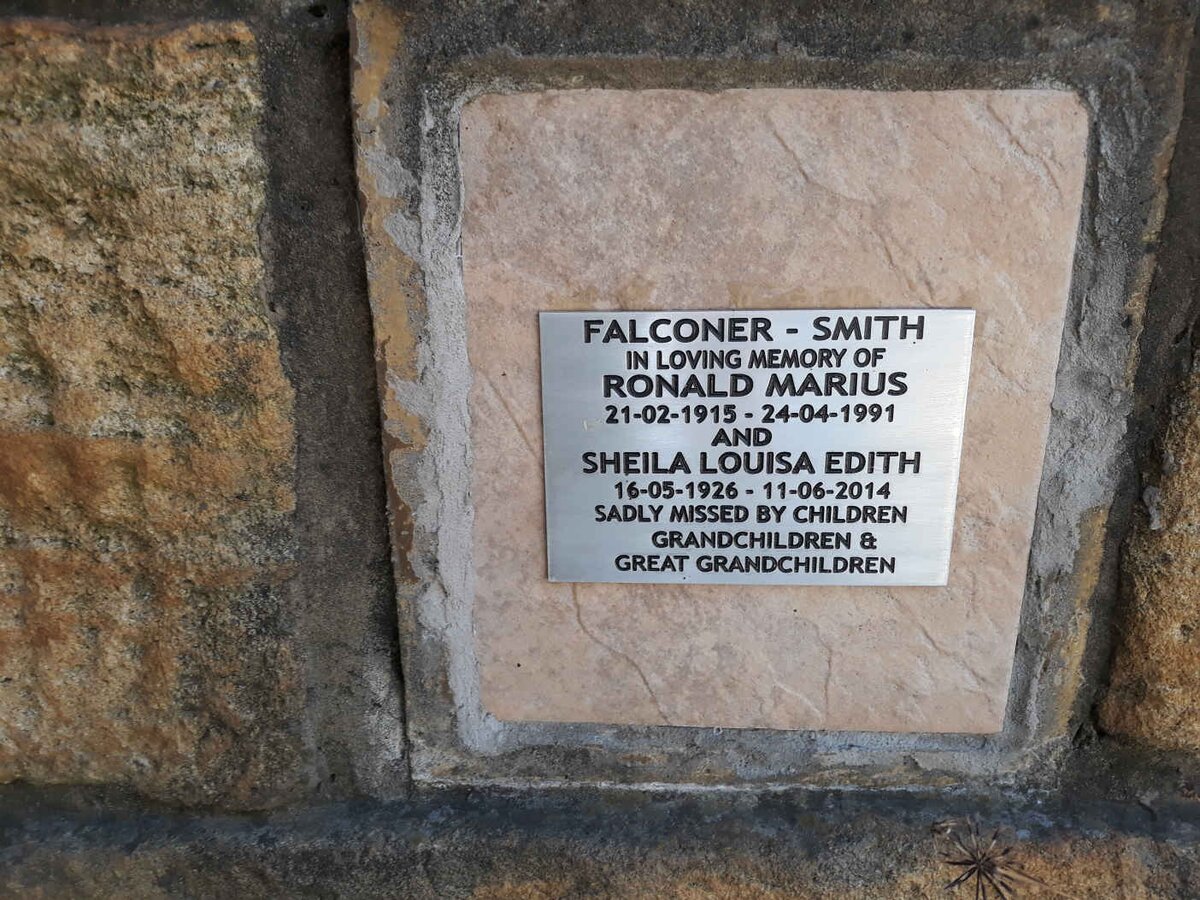 FALCONER - SMITH
IN LOVING MEMORY OF
RONALD MARIUS
21-02-1915 - 24-04-1991
AND
SHEILA LOUISA EDITH
16-05-1926 - 11-06-2014
SADLY MISSED BY CHILDREN
GRANDCHILDREN &
GREAT GRANDCHILDREN